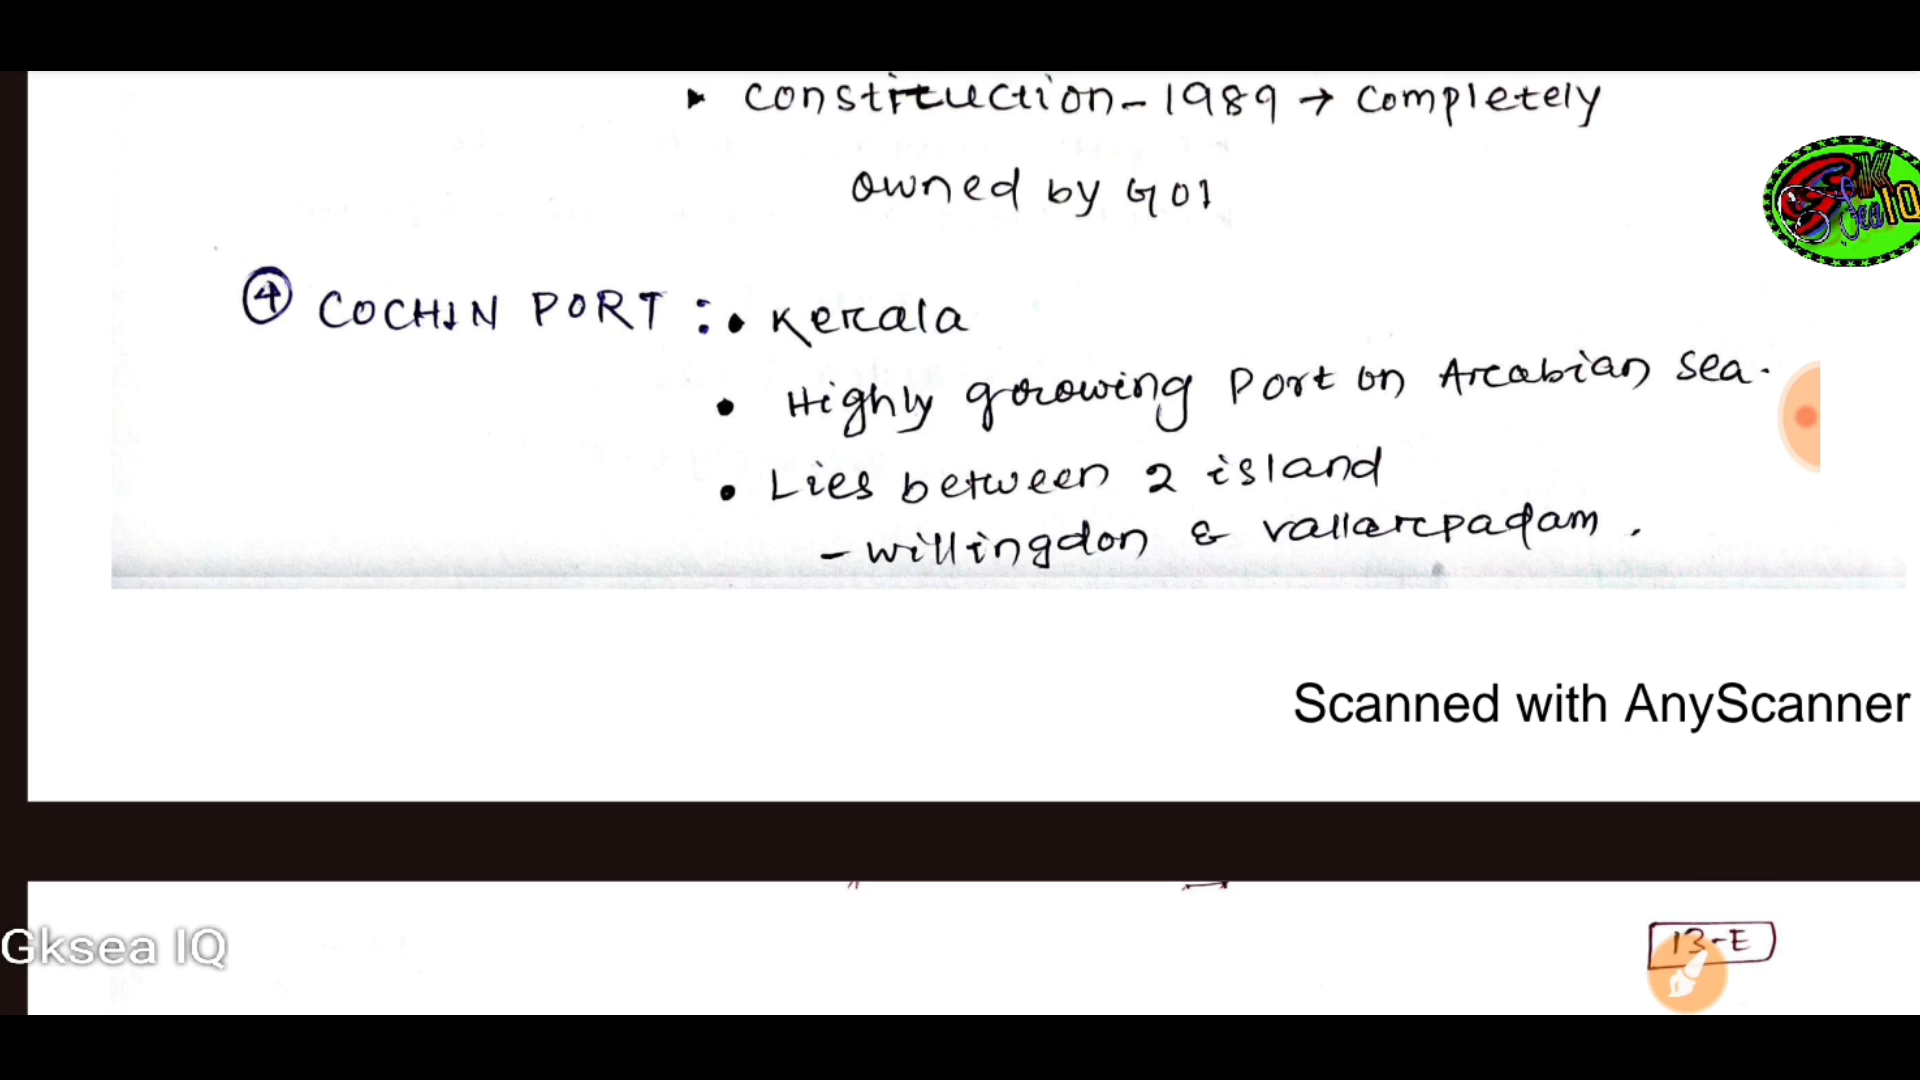 ▸ construction - 1989 → completely
owned by GOI
④ COCHIN PORT : • Kerala
• Highly growing Port on Arabian sea.
• Lies between 2 island
- willingdon & vallarpadam.
Scanned with AnyScanner
Gksea IQ
13-E